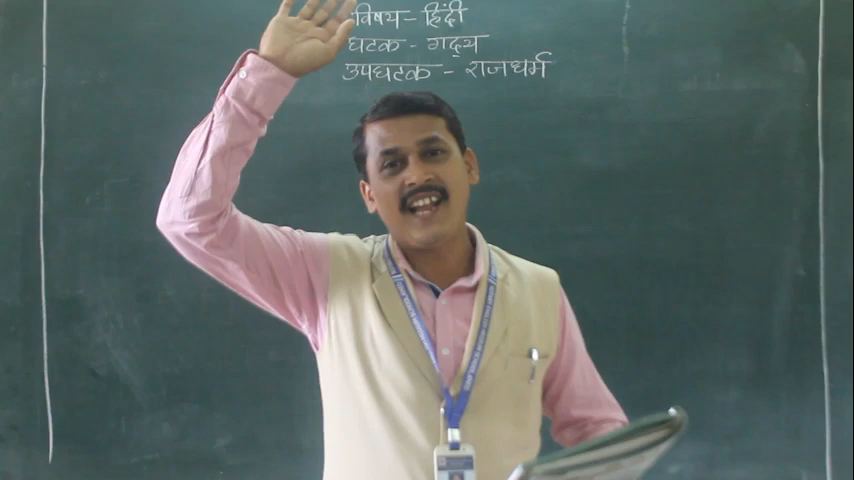 विषय - हिंदी
घटक - गद्य
उपघटक - राजधर्म